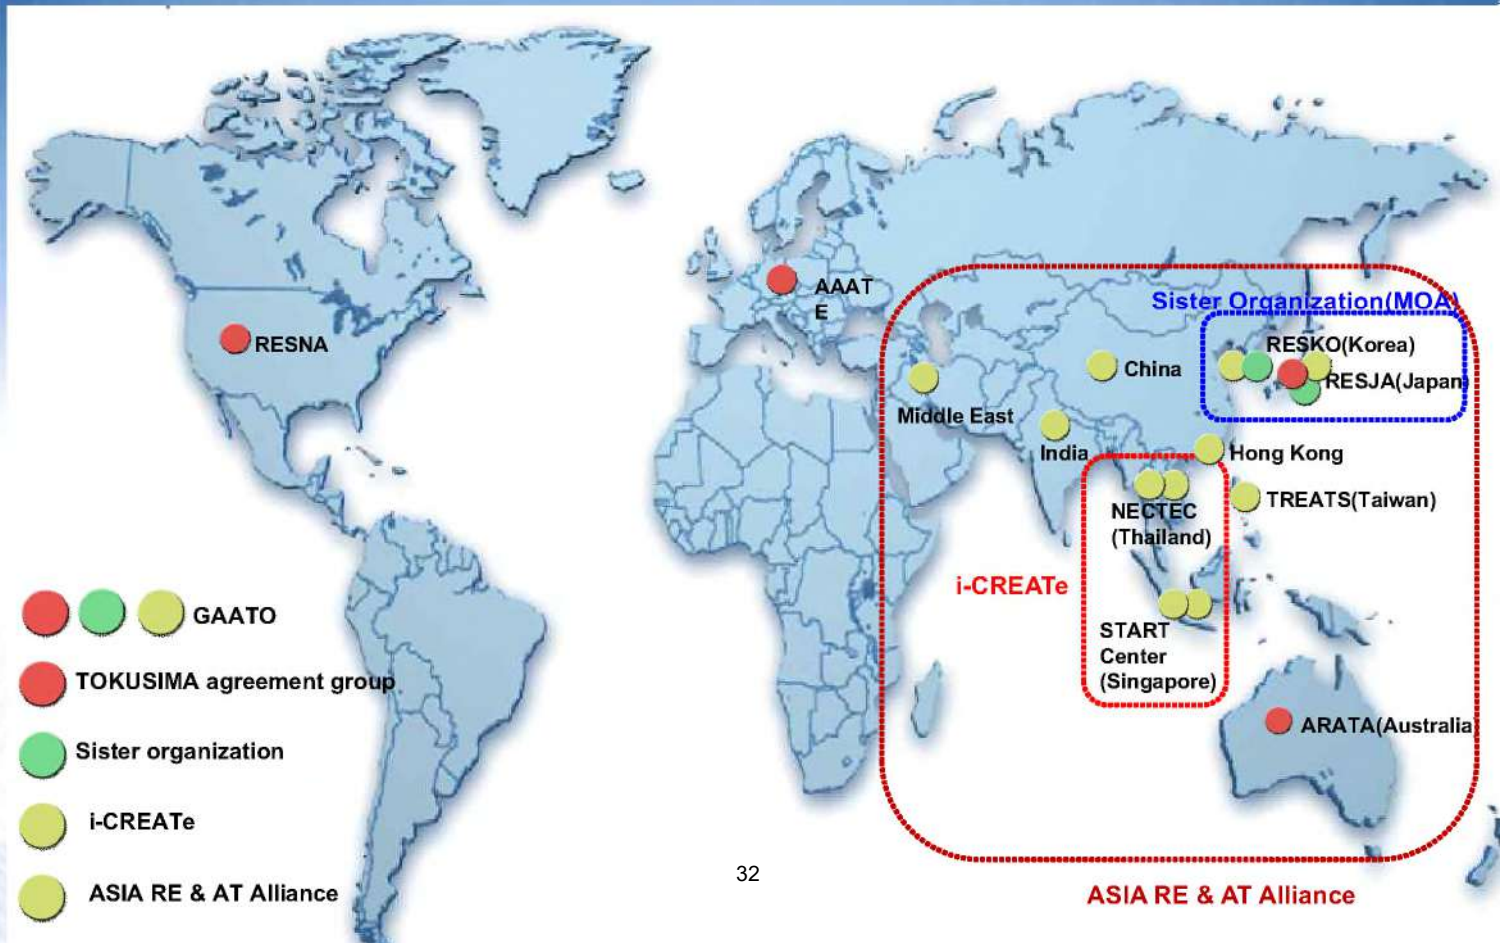 Sister Organization(MOA)
AAAT
E
RESNA
RESKO(Korea)
China
RESJA(Japan)
Middle East
India
Hong Kong
TREATS(Taiwan)
NECTEC
(Thailand)
i-CREATe
START
Center
(Singapore)
ARATA(Australia)
GAATO
TOKUSIMA agreement group
Sister organization
i-CREATe
ASIA RE & AT Alliance
32
ASIA RE & AT Alliance